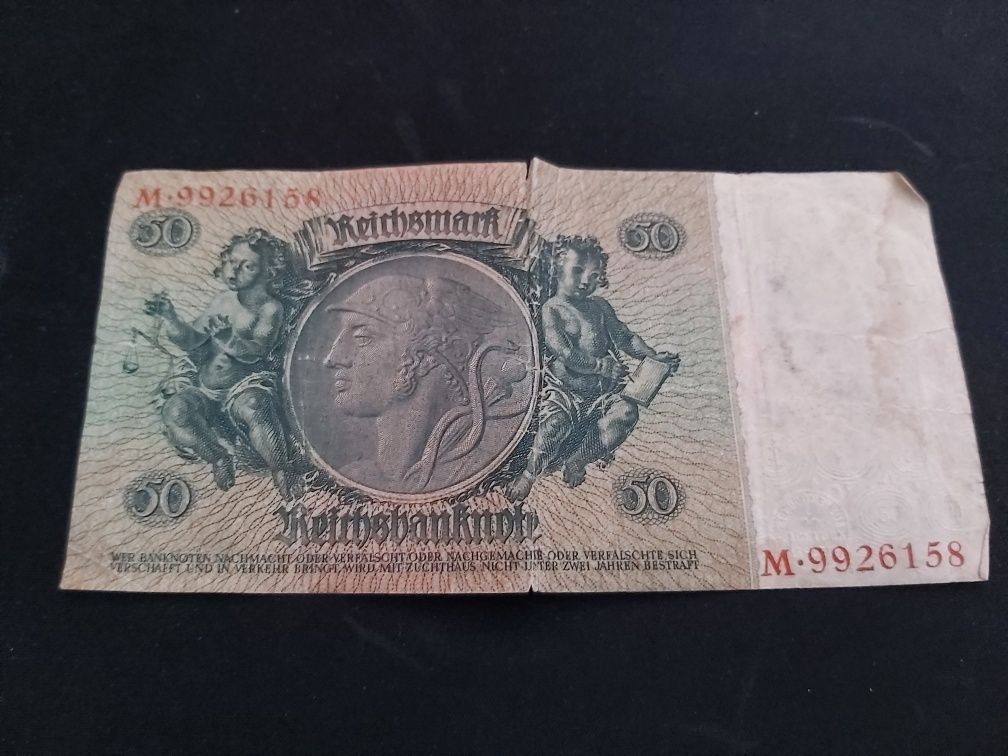 M·9926158
Reichsmark
50 50
50 50
Reichsbanknote
WER BANKNOTEN NACHMACHT ODER VERFÄLSCHT ODER NACHGEMACHTE ODER VERFÄLSCHTE SICH
VERSCHAFFT UND IN VERKEHR BRINGT, WIRD MIT ZUCHTHAUS NICHT UNTER ZWEI JAHREN BESTRAFT
M·9926158